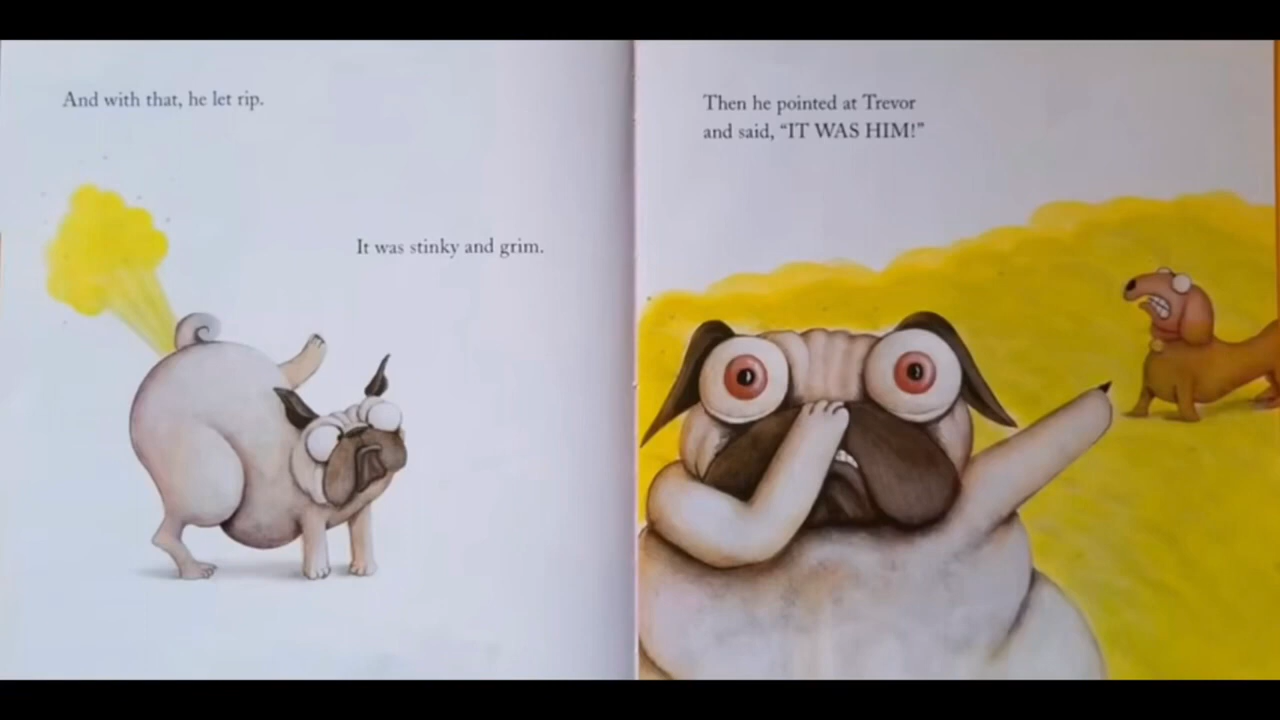 And with that, he let rip.
It was stinky and grim.
Then he pointed at Trevor
and said, “IT WAS HIM!”